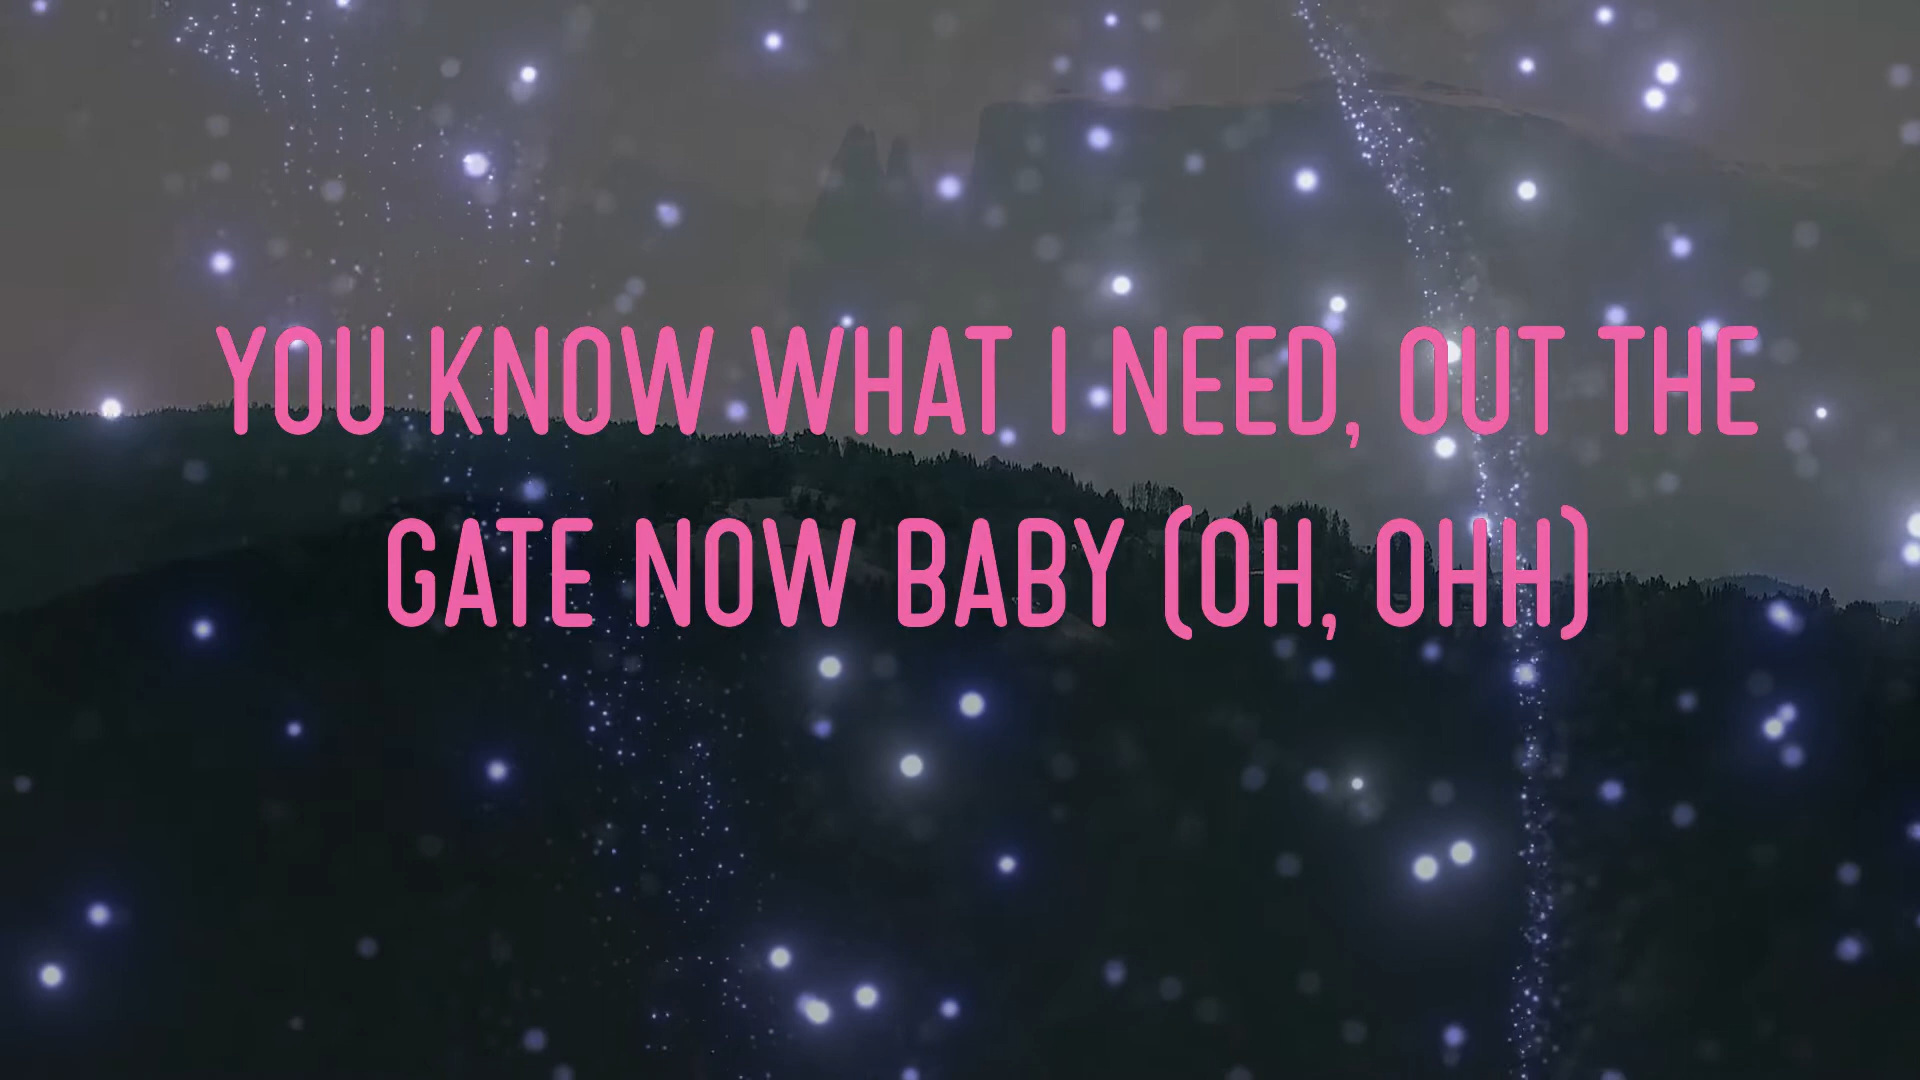 YOU KNOW WHAT I NEED, OUT THE
GATE NOW BABY (OH, OHH)